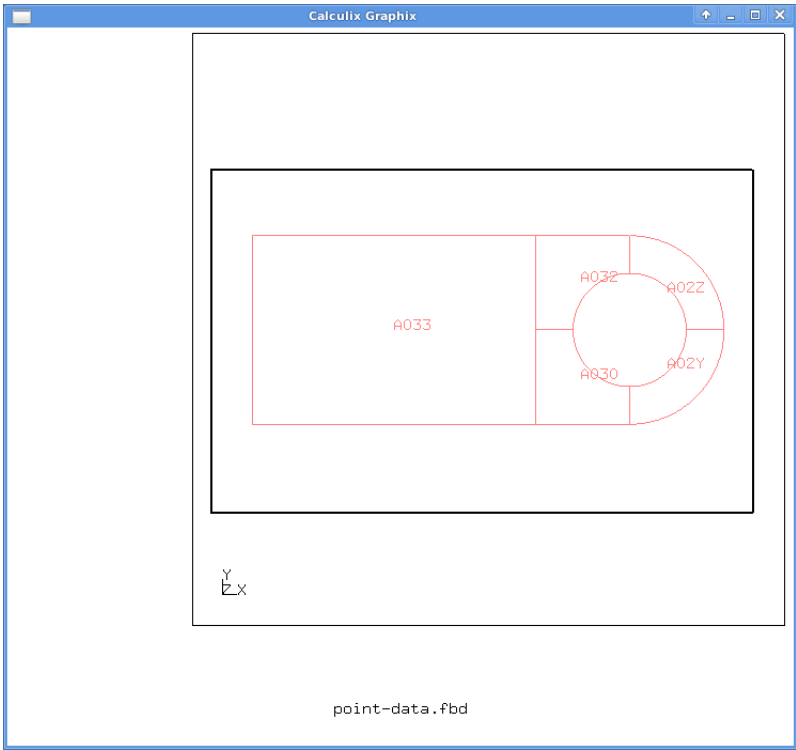 Calculix Graphix
A032
A02Z
A033
A02Y
A030
Y
Z X
point-data.fbd